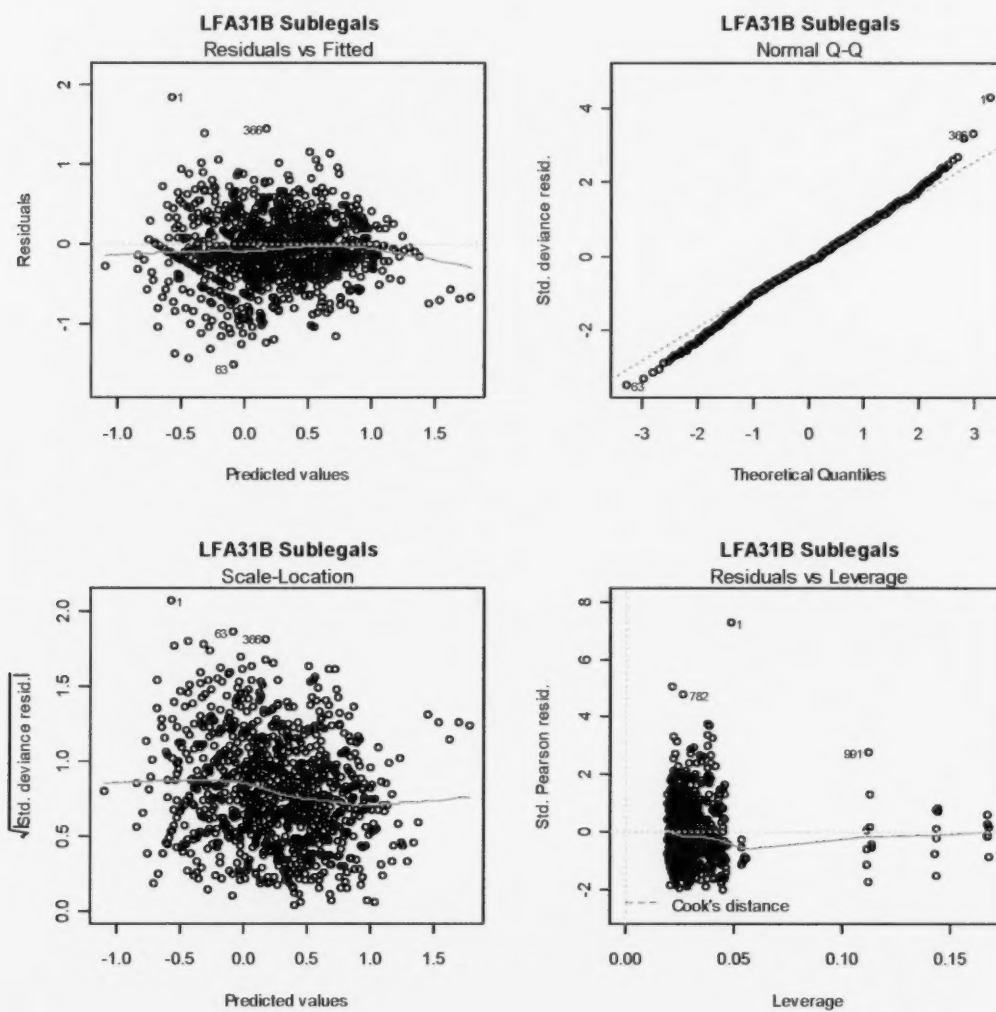 LFA31B Sublegals
Residuals vs Fitted
Residuals
2
1
0
-1
1
366
63
-1.0 -0.5 0.0 0.5 1.0 1.5
Predicted values
LFA31B Sublegals
Normal Q-Q
Std. deviance resid.
4
2
0
-2
1
366
63
-3 -2 -1 0 1 2 3
Theoretical Quantiles
LFA31B Sublegals
Scale-Location
√|Std. deviance resid.|
2.0
1.5
1.0
0.5
0.0
1
63
366
-1.0 -0.5 0.0 0.5 1.0 1.5
Predicted values
LFA31B Sublegals
Residuals vs Leverage
Std. Pearson resid.
8
6
4
2
0
-2
1
782
991
Cook's distance
0.00 0.05 0.10 0.15
Leverage